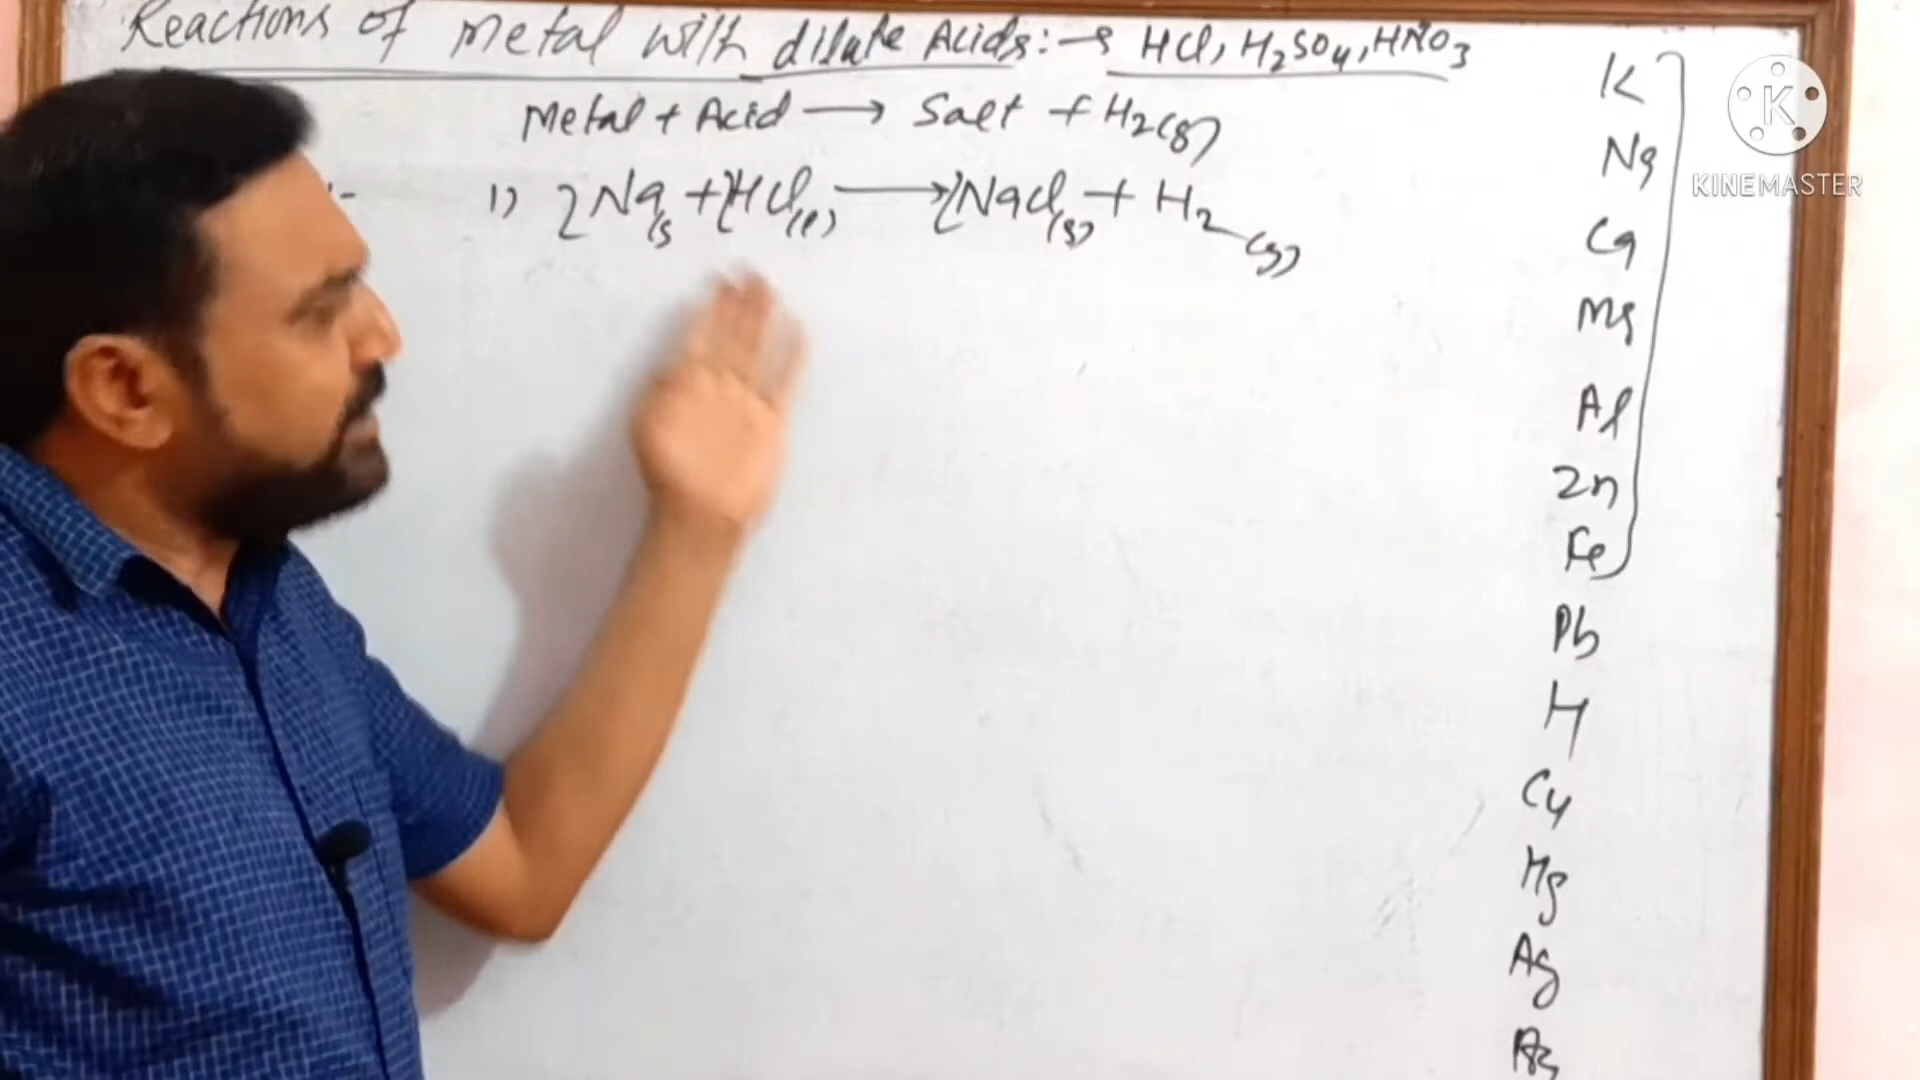 Reactions of Metal with dilute Acids:→ HCl, H2SO4, HNO3
Metal + Acid → Salt + H2(g)
:-
1) 2Na(s + 2HCl(l) → 2NaCl(s) + H2(g)
K
Na
Ca
Mg
Al
Zn
Fe
Pb
H
Cu
Hg
Ag
K
KINEMASTER